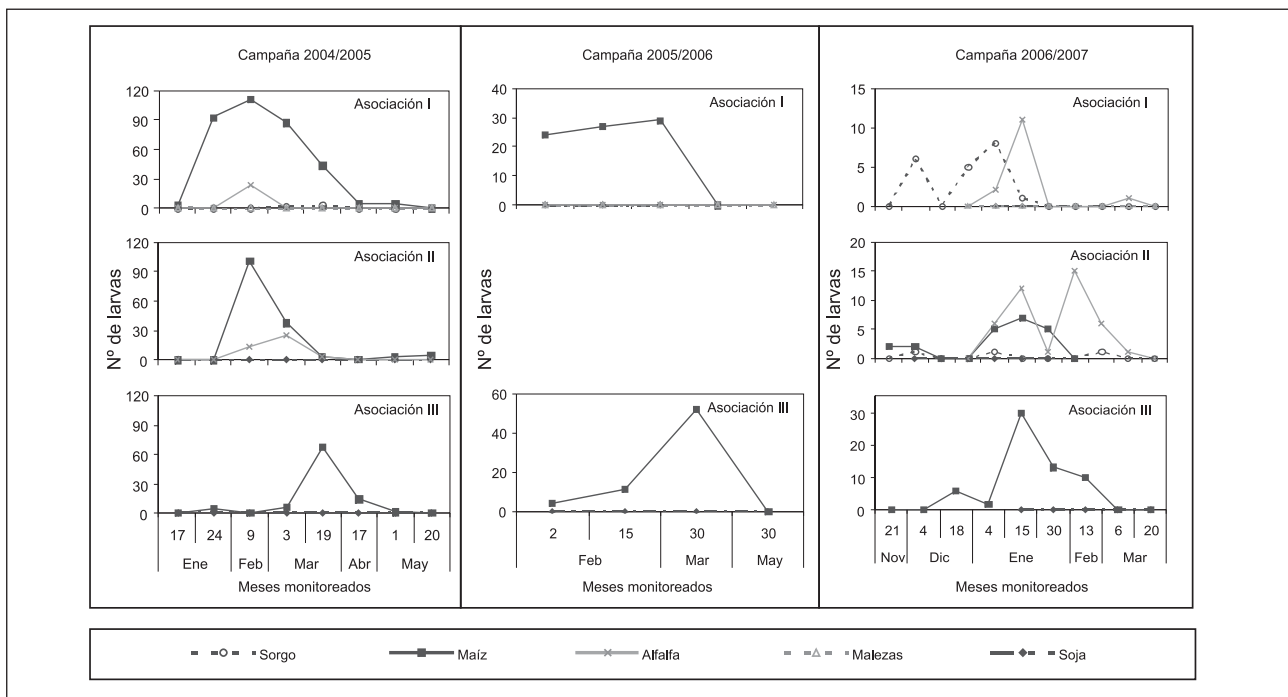 Campaña 2004/2005
Campaña 2005/2006
Campaña 2006/2007
120
90
60
30
0
Asociación I
40
30
20
10
0
Asociación I
15
10
5
0
Asociación I
Nº de larvas
120
90
60
30
0
Asociación II
Nº de larvas
Nº de larvas
20
15
10
5
0
Asociación II
120
90
60
30
0
Asociación III
17 24 9 3 19 17 1 20
Ene Feb Mar Abr May
Meses monitoreados
60
40
20
0
Asociación III
2 15 30 30
Feb Mar May
Meses monitoreados
30
20
10
0
Asociación III
21 4 18 4 15 30 13 6 20
Nov Dic Ene Feb Mar
Meses monitoreados
Sorgo Maíz Alfalfa Malezas Soja